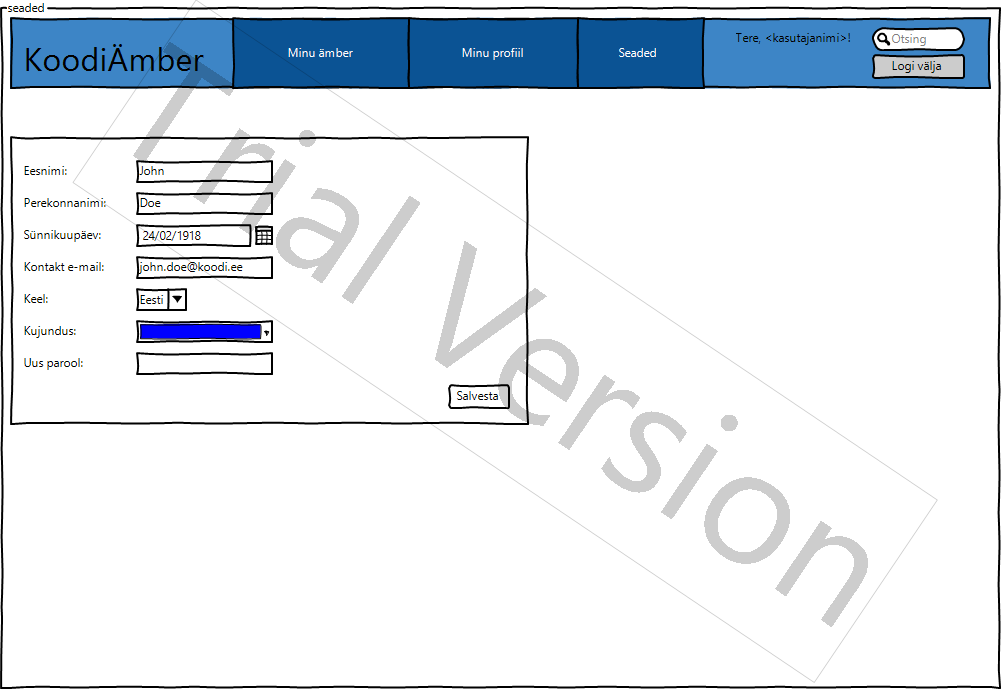 seaded
KoodiÄmber
Minu ämber
Minu profiil
Seaded
Tere, <kasutajanimi>!
Otsing
Logi välja
Eesnimi: John
Perekonnanimi: Doe
Sünnikuupäev: 24/02/1918
Kontakt e-mail: john.doe@koodi.ee
Keel: Eesti
Kujundus:
Uus parool:
Salvesta
Trial Version